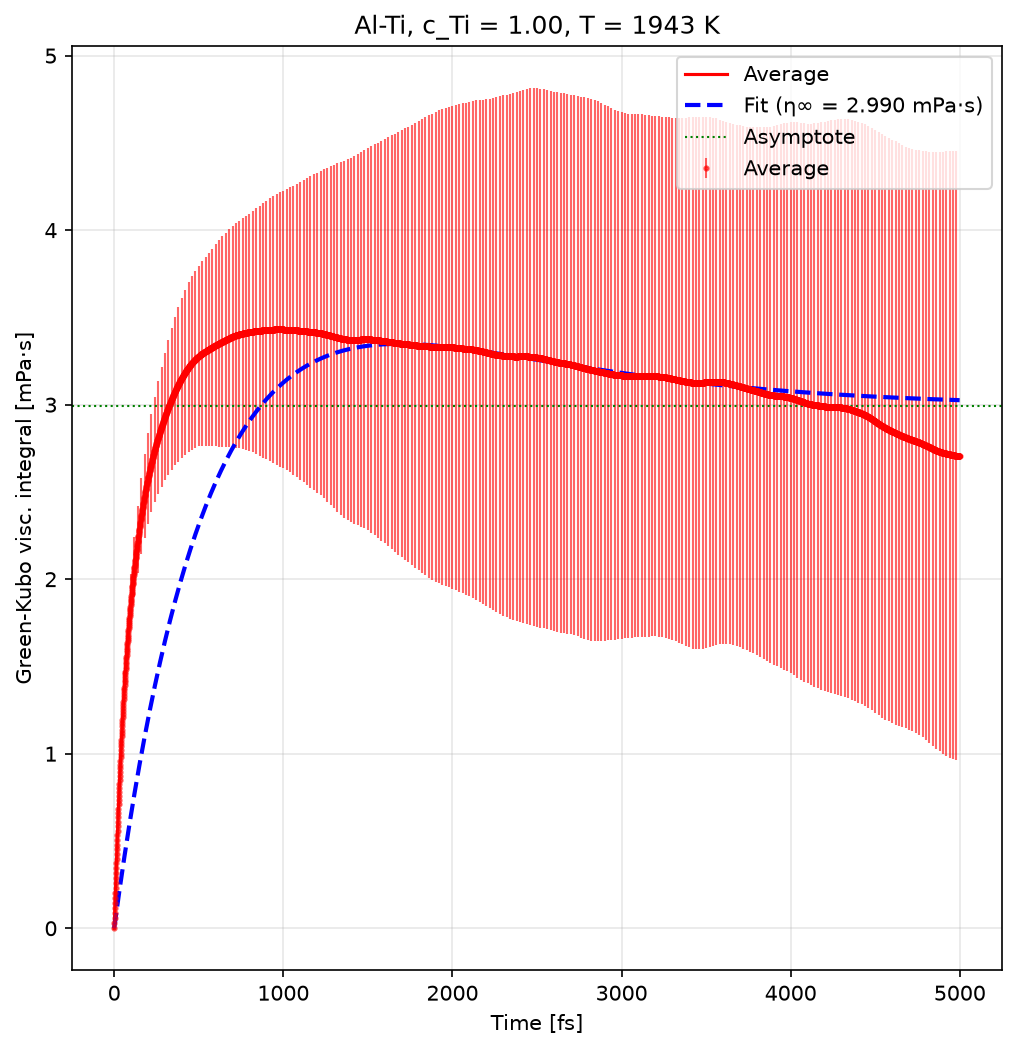 Al-Ti, c_Ti = 1.00, T = 1943 K
Average
Fit (η∞ = 2.990 mPa·s)
Asymptote
Average
Green-Kubo visc. integral [mPa·s]
5
4
3
2
1
0
0 1000 2000 3000 4000 5000
Time [fs]